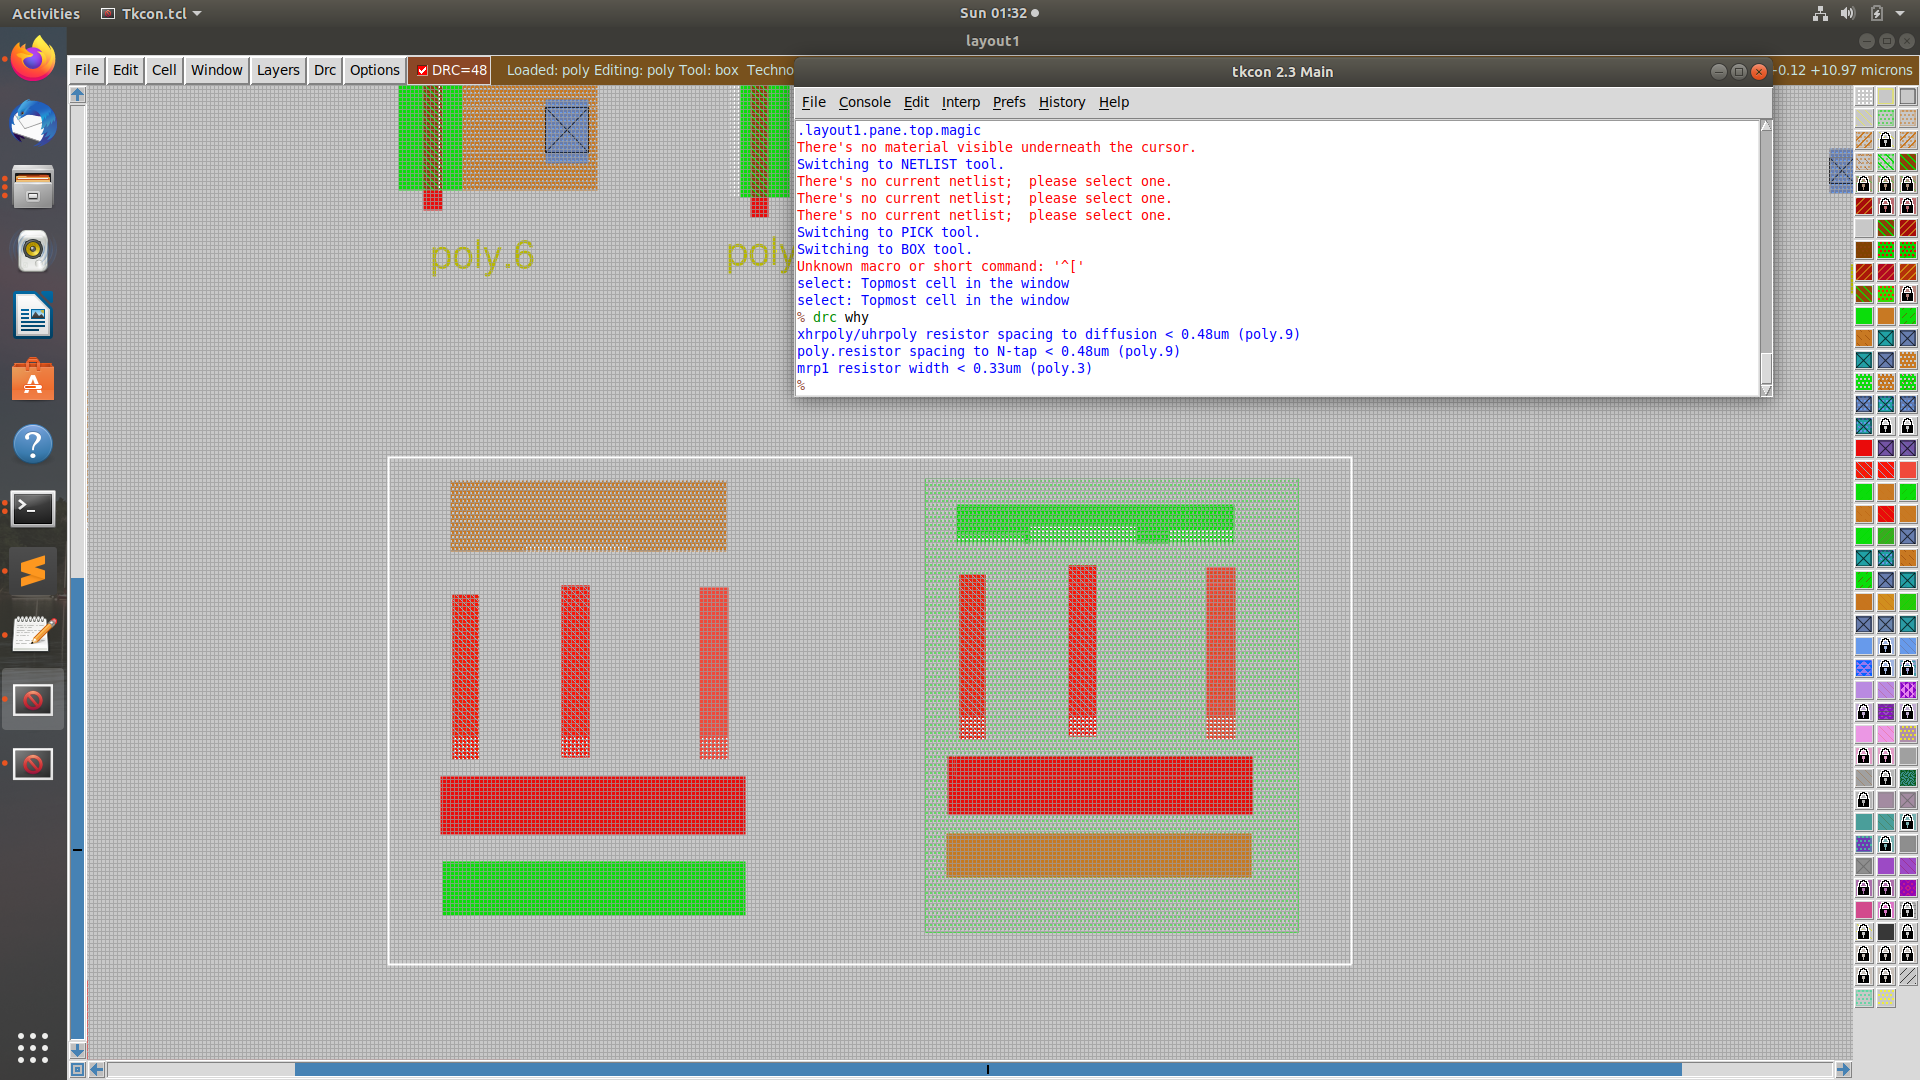 Activities Tkcon.tcl Sun 01:32
layout1
File Edit Cell Window Layers Drc Options DRC=48 Loaded: poly Editing: poly Tool: box Techno -0.12 +10.97 microns
tkcon 2.3 Main
File Console Edit Interp Prefs History Help
.layout1.pane.top.magic
There's no material visible underneath the cursor.
Switching to NETLIST tool.
There's no current netlist;  please select one.
There's no current netlist;  please select one.
There's no current netlist;  please select one.
Switching to PICK tool.
Switching to BOX tool.
Unknown macro or short command: '^['
select: Topmost cell in the window
select: Topmost cell in the window
% drc why
xhrpoly/uhrpoly resistor spacing to diffusion < 0.48um (poly.9)
poly.resistor spacing to N-tap < 0.48um (poly.9)
mrp1 resistor width < 0.33um (poly.3)
%
poly.6 poly